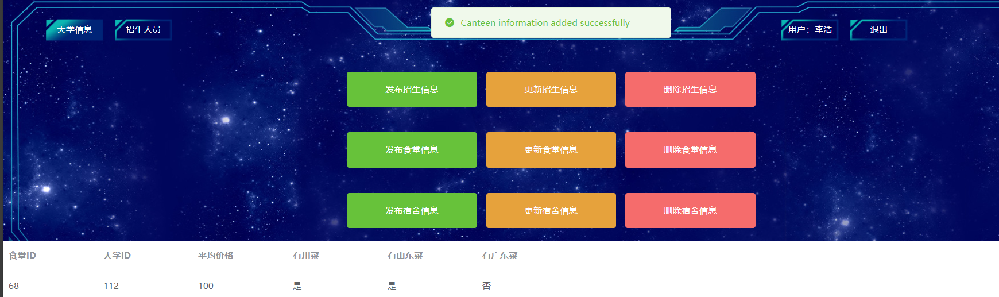 Canteen information added successfully
大学信息 招生人员 用户：李浩 退出
发布招生信息 更新招生信息 删除招生信息
发布食堂信息 更新食堂信息 删除食堂信息
发布宿舍信息 更新宿舍信息 删除宿舍信息
食堂ID 大学ID 平均价格 有川菜 有山东菜 有广东菜
68 112 100 是 是 否